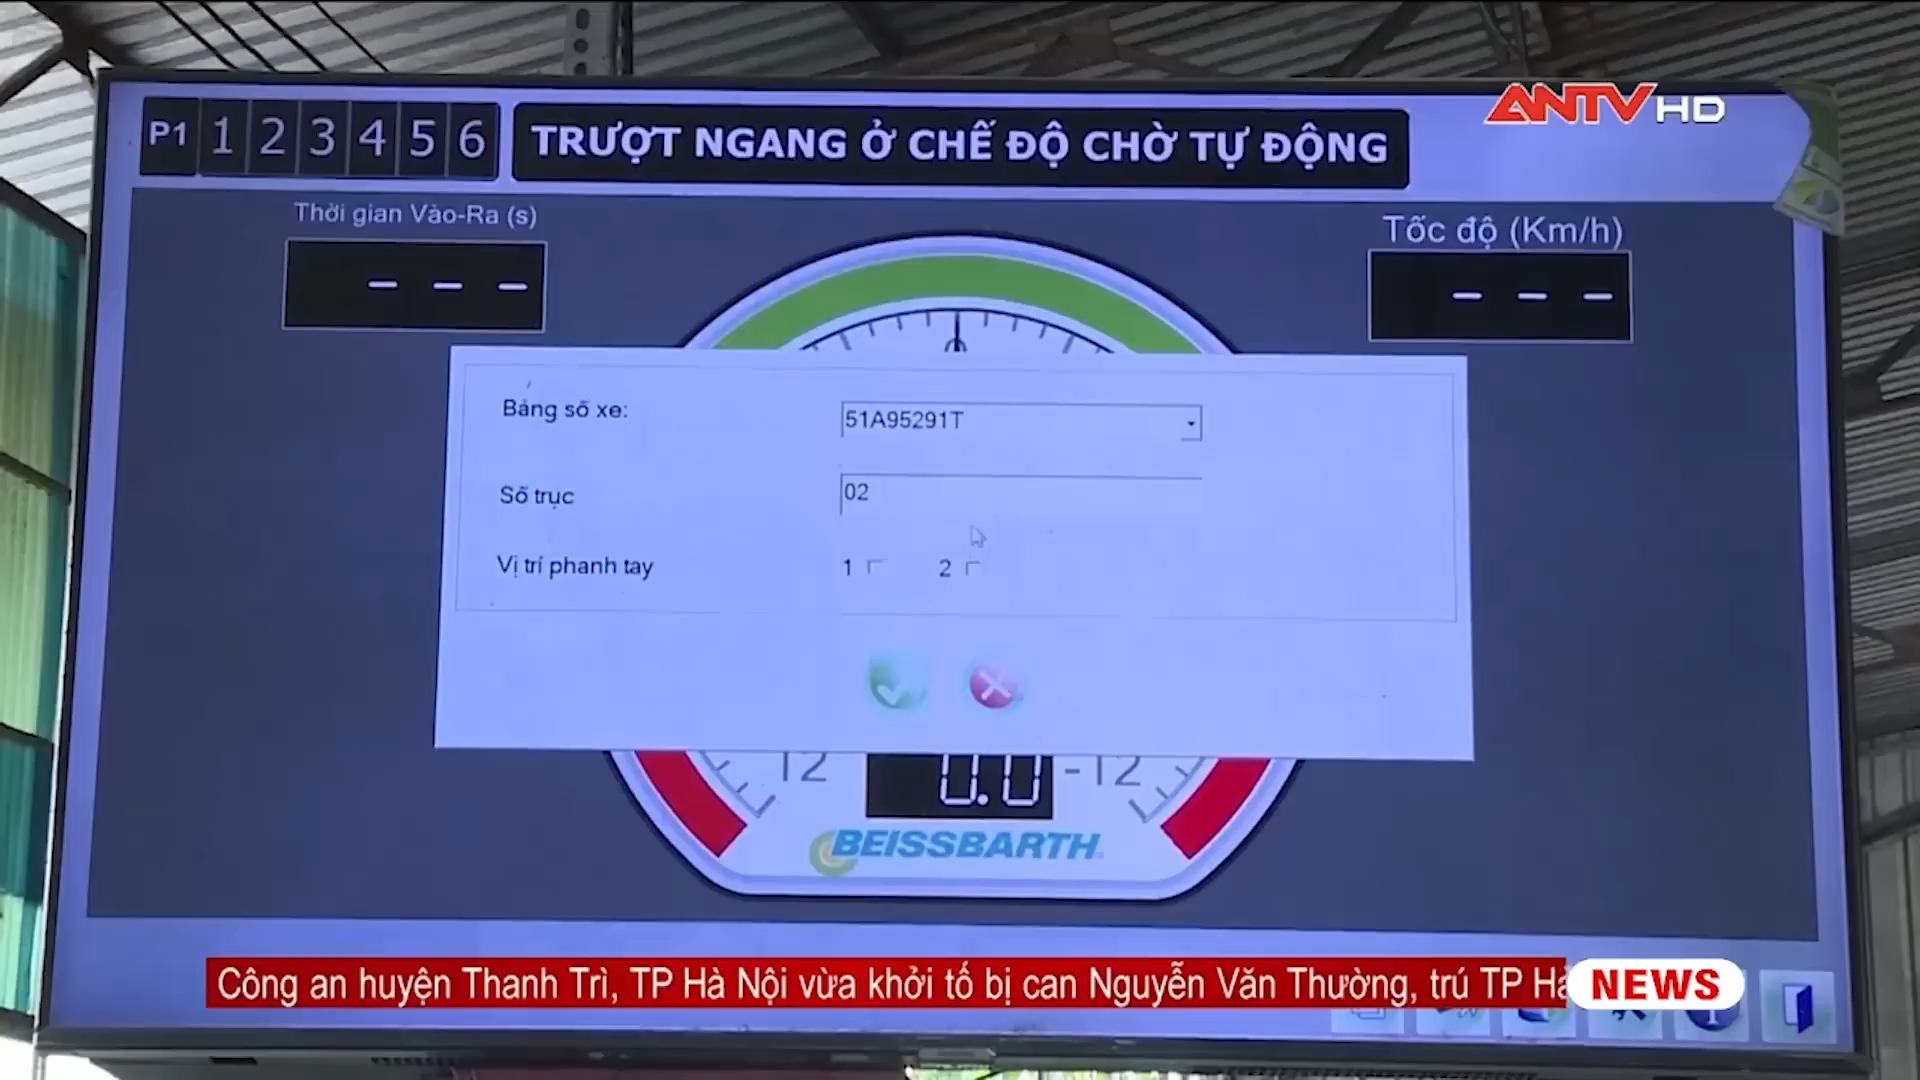 P1 1 2 3 4 5 6
TRƯỢT NGANG Ở CHẾ ĐỘ CHỜ TỰ ĐỘNG
ANTV HD
Thời gian Vào-Ra (s)
- - -
Tốc độ (Km/h)
- - -
0
Bảng số xe:
51A95291T
Số trục
02
Vị trí phanh tay
1
2
12
0.0
-12
BEISSBARTH
Công an huyện Thanh Trì, TP Hà Nội vừa khởi tố bị can Nguyễn Văn Thường, trú TP Hả
NEWS